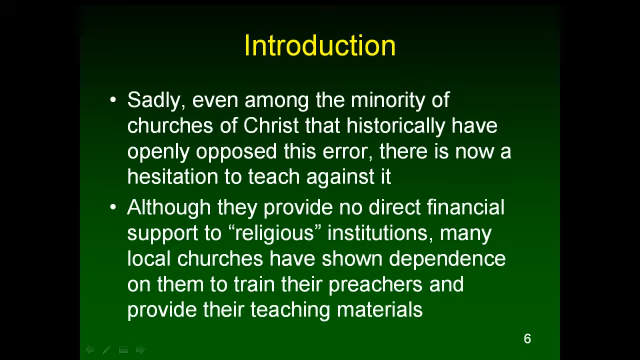 Introduction
• Sadly, even among the minority of
churches of Christ that historically have
openly opposed this error, there is now a
hesitation to teach against it
• Although they provide no direct financial
support to “religious” institutions, many
local churches have shown dependence
on them to train their preachers and
provide their teaching materials
6